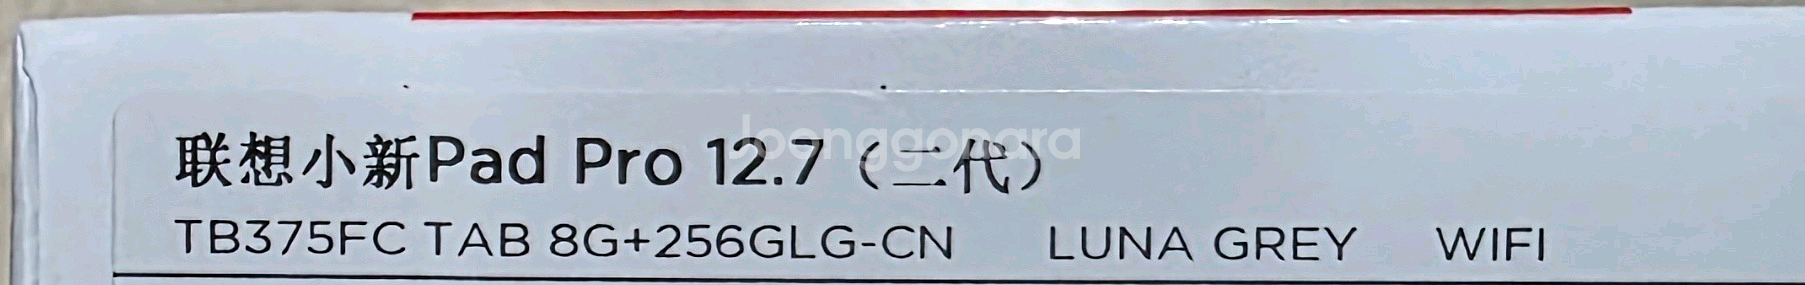 Joonggonara
联想小新Pad Pro 12.7（二代）
TB375FC TAB 8G+256GLG-CN LUNA GREY WIFI